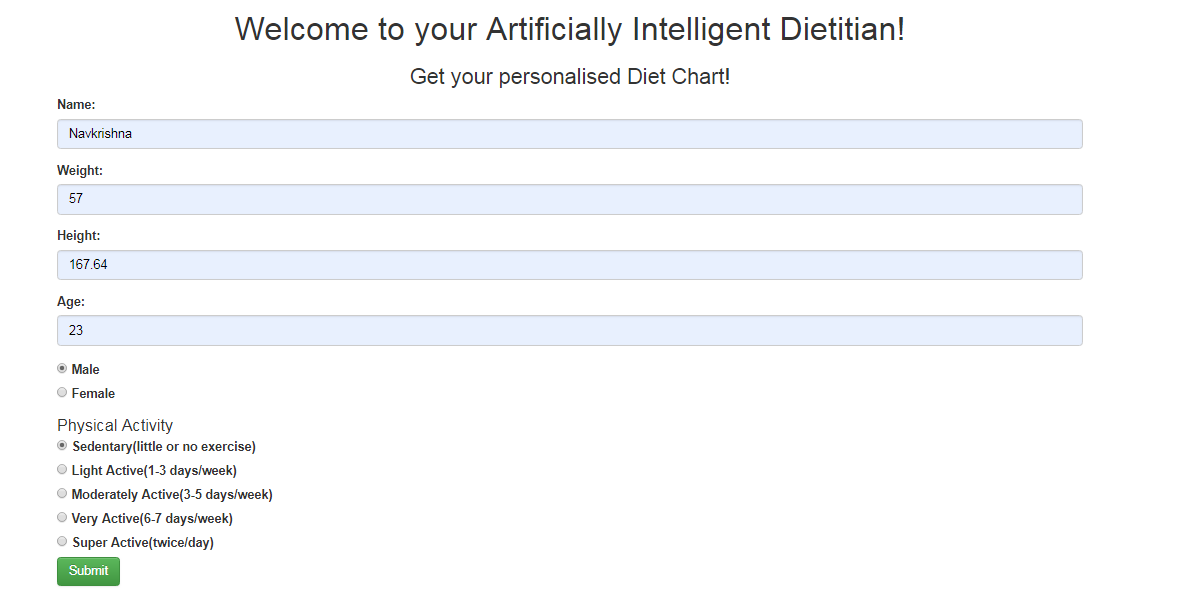 Welcome to your Artificially Intelligent Dietitian!
Get your personalised Diet Chart!
Name:
Navkrishna
Weight:
57
Height:
167.64
Age:
23
Male
Female
Physical Activity
Sedentary(little or no exercise)
Light Active(1-3 days/week)
Moderately Active(3-5 days/week)
Very Active(6-7 days/week)
Super Active(twice/day)
Submit